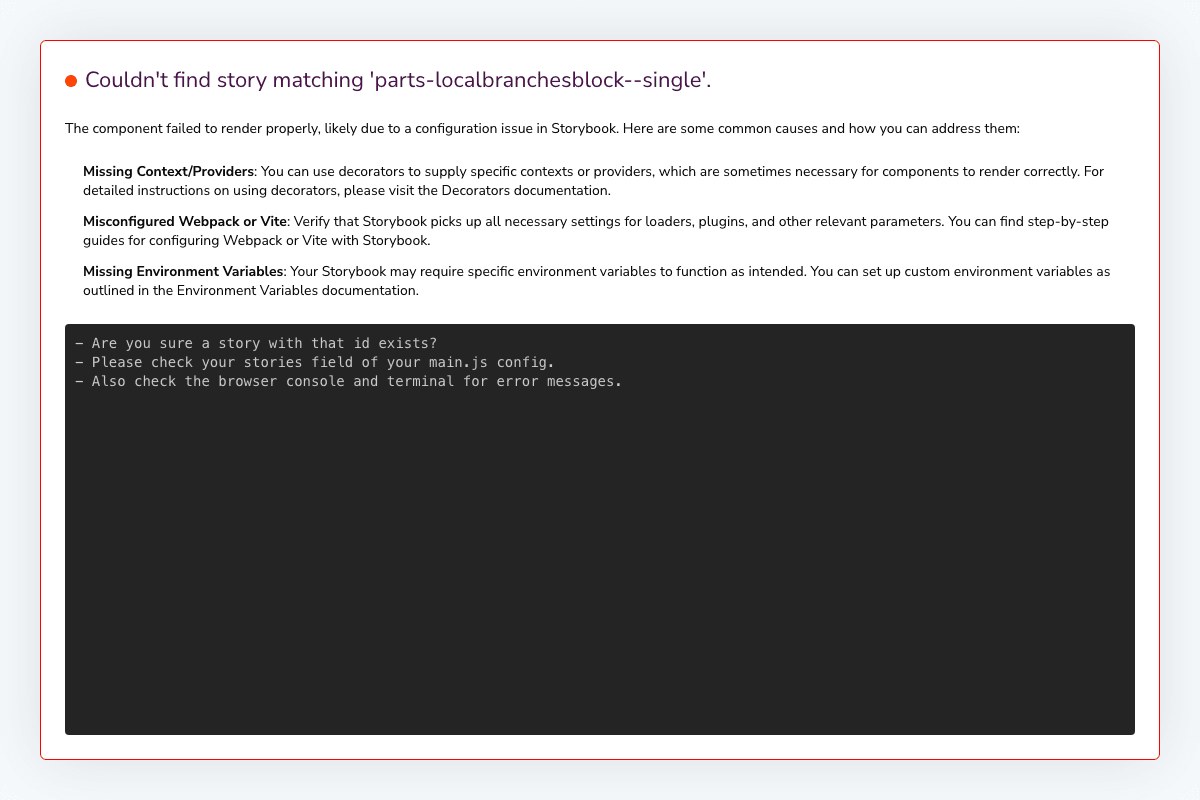 Couldn't find story matching 'parts-localbranchesblock--single'.
The component failed to render properly, likely due to a configuration issue in Storybook. Here are some common causes and how you can address them:
Missing Context/Providers: You can use decorators to supply specific contexts or providers, which are sometimes necessary for components to render correctly. For
detailed instructions on using decorators, please visit the Decorators documentation.
Misconfigured Webpack or Vite: Verify that Storybook picks up all necessary settings for loaders, plugins, and other relevant parameters. You can find step-by-step
guides for configuring Webpack or Vite with Storybook.
Missing Environment Variables: Your Storybook may require specific environment variables to function as intended. You can set up custom environment variables as
outlined in the Environment Variables documentation.
- Are you sure a story with that id exists?
- Please check your stories field of your main.js config.
- Also check the browser console and terminal for error messages.